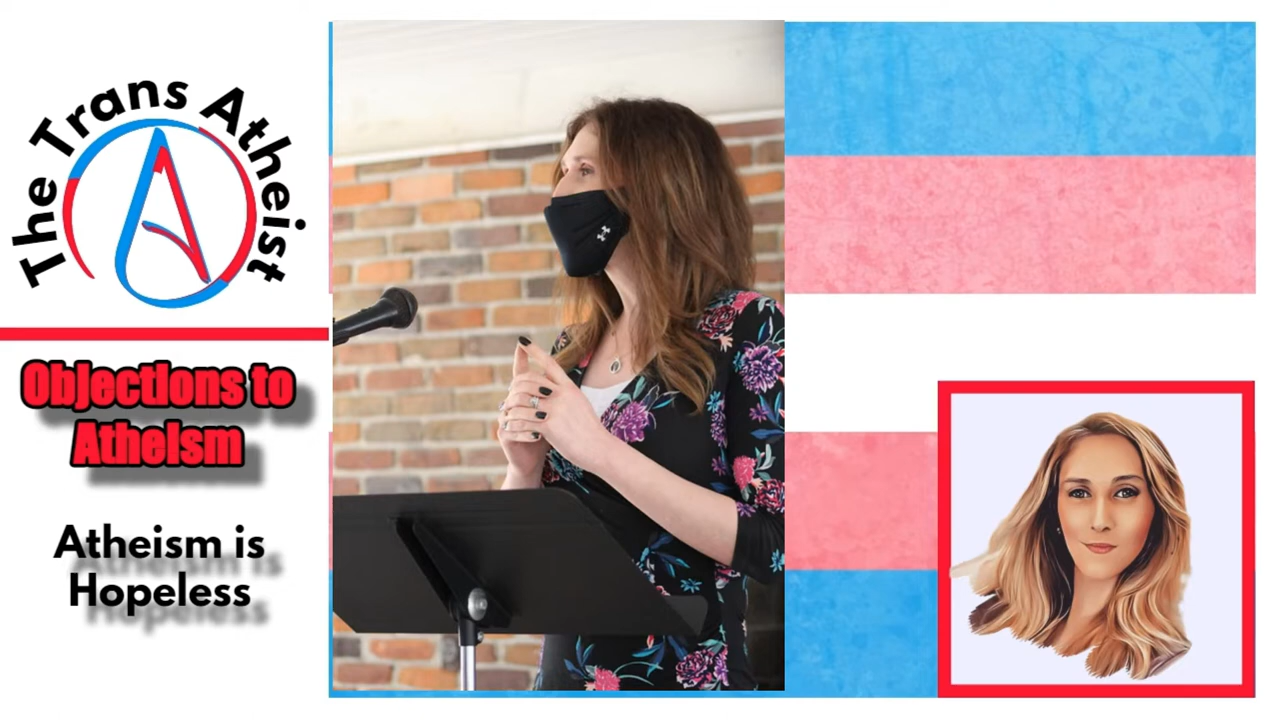 The Trans Atheist
Objections to
Atheism
Atheism is
Hopeless